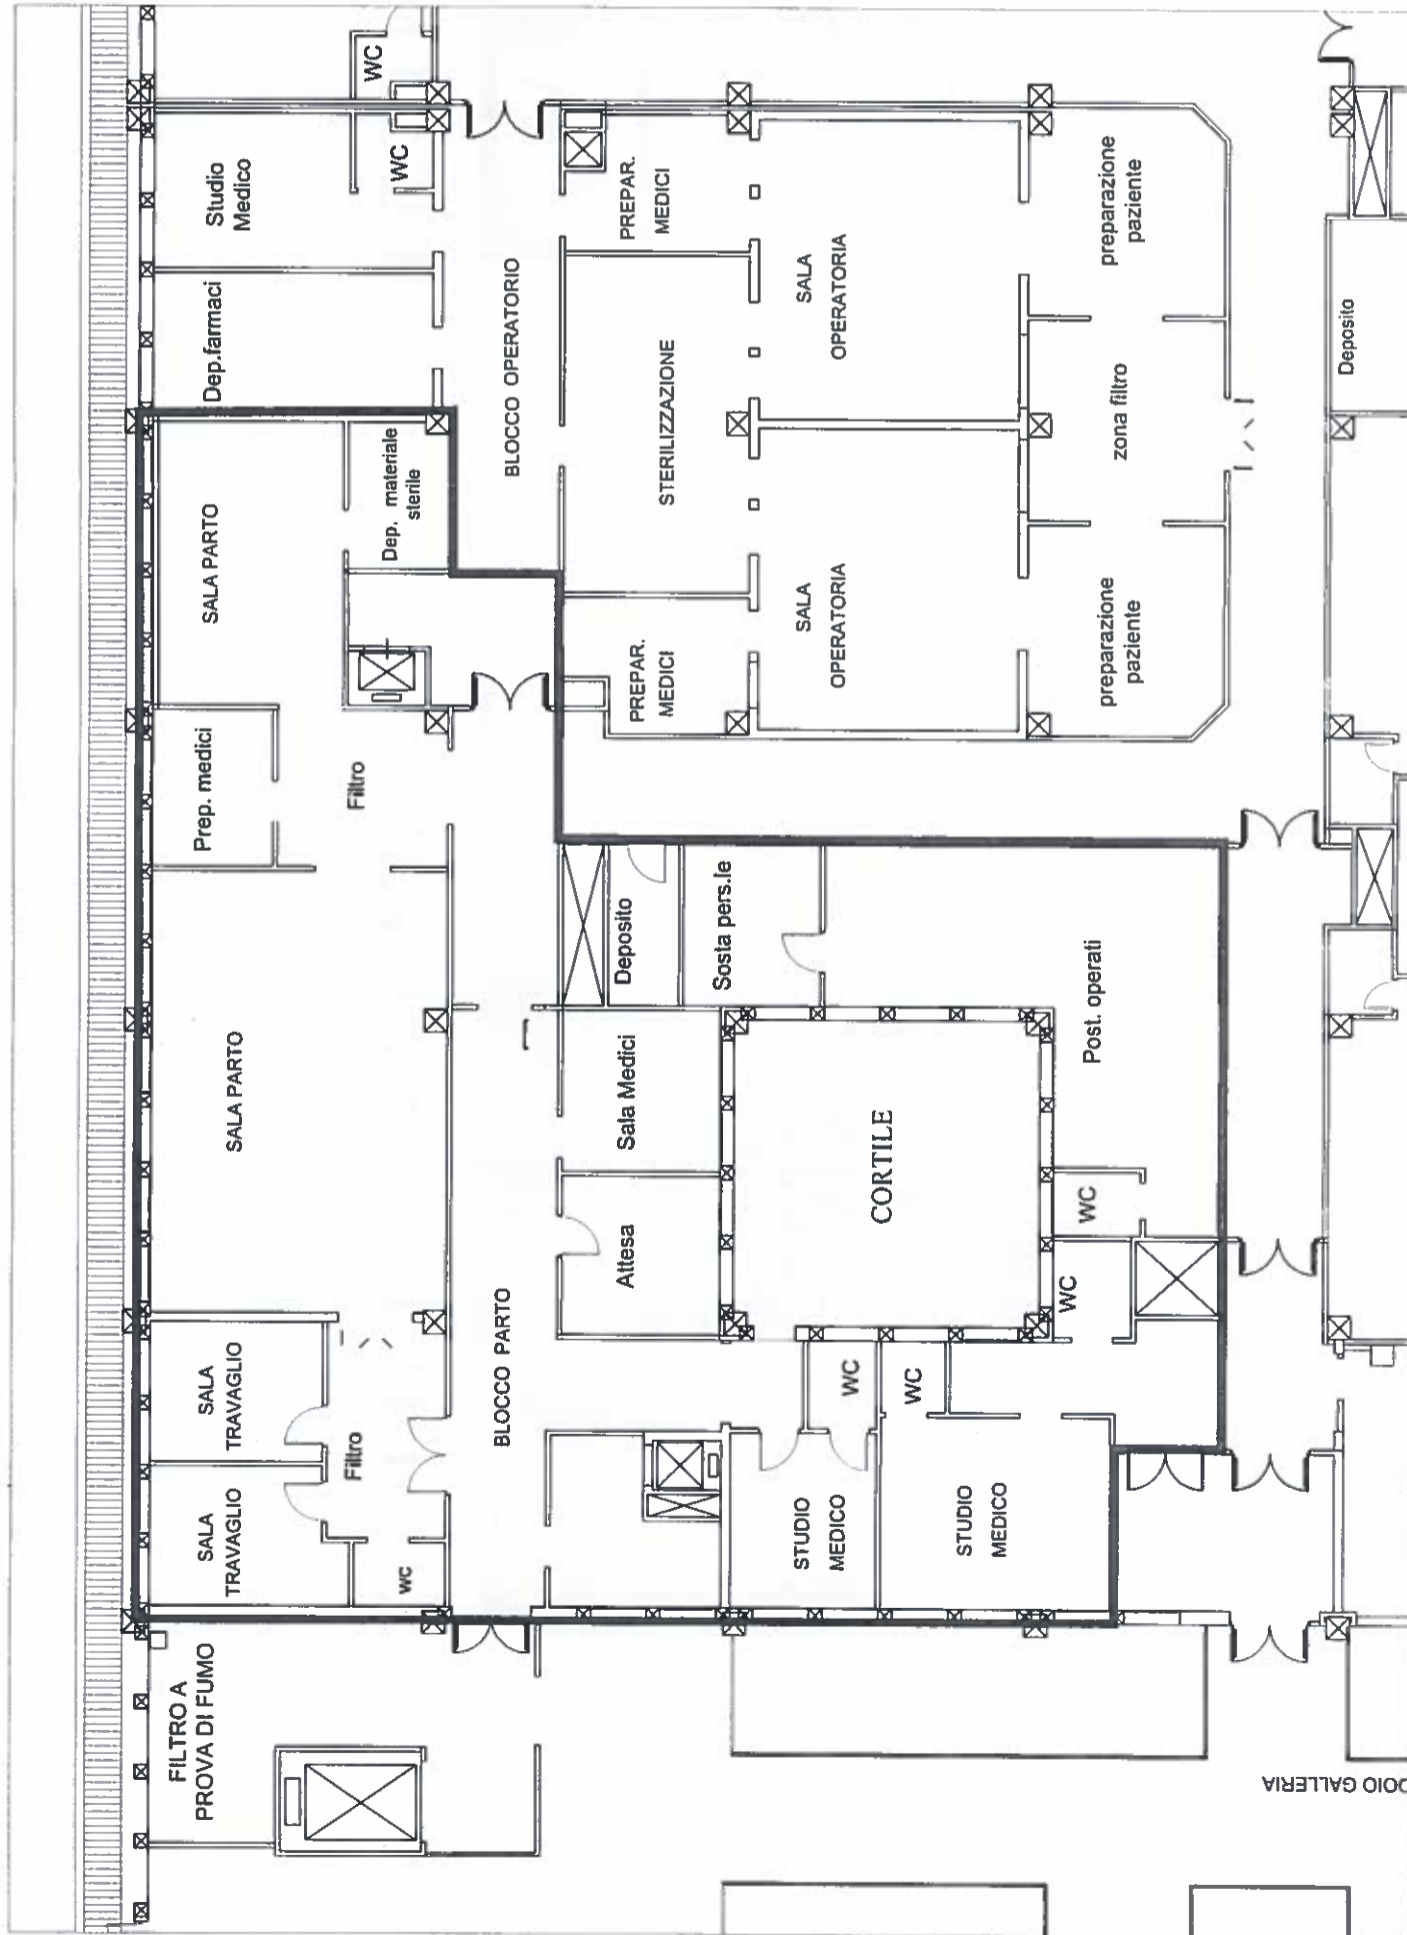 FILTRO A
PROVA DI FUMO
SALA
TRAVAGLIO
SALA
TRAVAGLIO
SALA PARTO
Prep. medici
SALA PARTO
Dep.farmaci
Studio
Medico
WC
WC
wc
Filtro
Filtro
Dep. materiale
sterile
BLOCCO PARTO
BLOCCO OPERATORIO
Attesa
Sala Medici
Deposito
Sosta pers.le
PREPAR.
MEDICI
STERILIZZAZIONE
PREPAR.
MEDICI
STUDIO
MEDICO
WC
WC
CORTILE
SALA
OPERATORIA
SALA
OPERATORIA
STUDIO
MEDICO
WC
WC
Post. operati
preparazione
paziente
zona filtro
preparazione
paziente
Deposito
DOIO GALLERIA